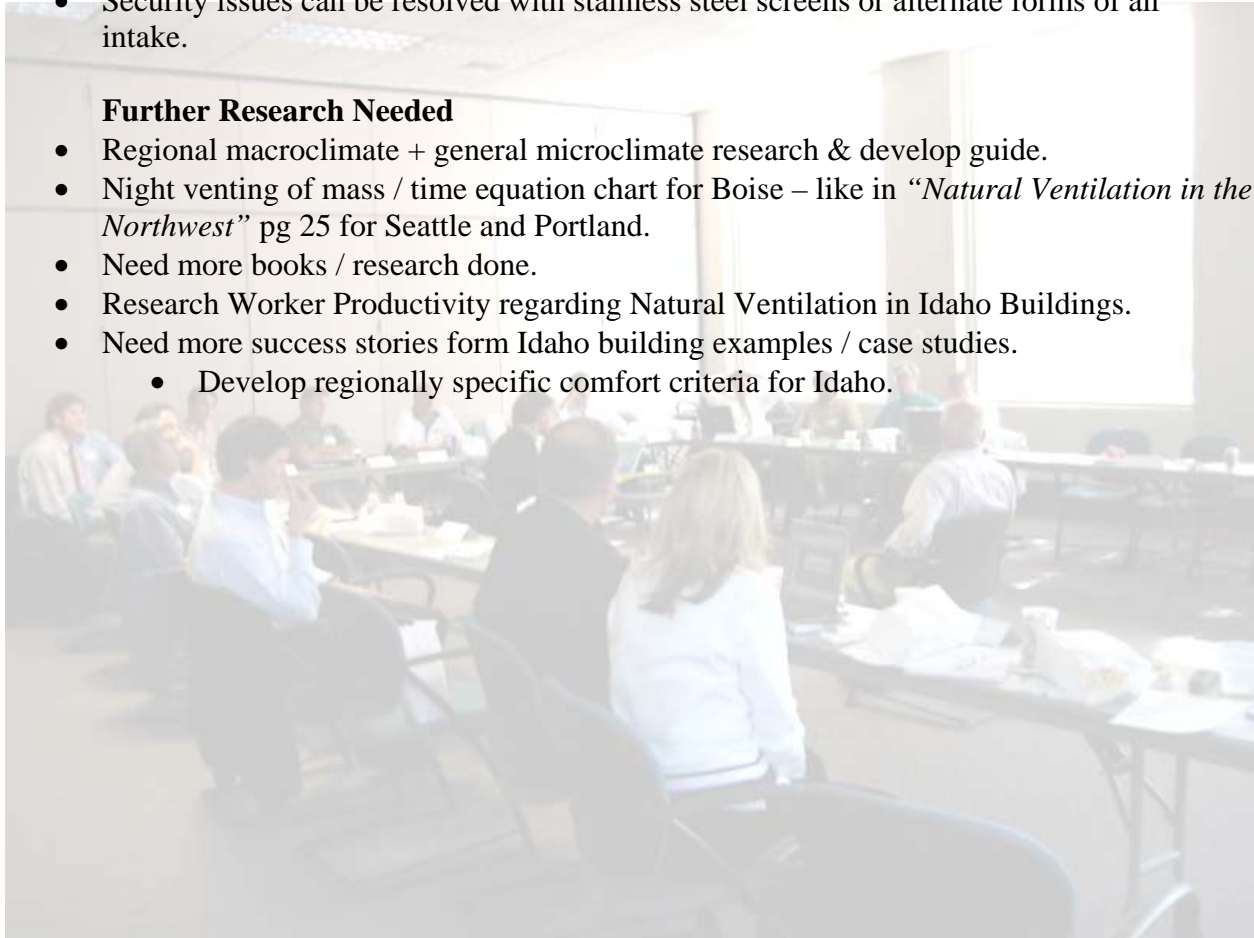 • Security issues can be resolved with stainless steel screens or alternate forms of air
intake.
Further Research Needed
• Regional macroclimate + general microclimate research & develop guide.
• Night venting of mass / time equation chart for Boise – like in “Natural Ventilation in the
Northwest” pg 25 for Seattle and Portland.
• Need more books / research done.
• Research Worker Productivity regarding Natural Ventilation in Idaho Buildings.
• Need more success stories form Idaho building examples / case studies.
• Develop regionally specific comfort criteria for Idaho.